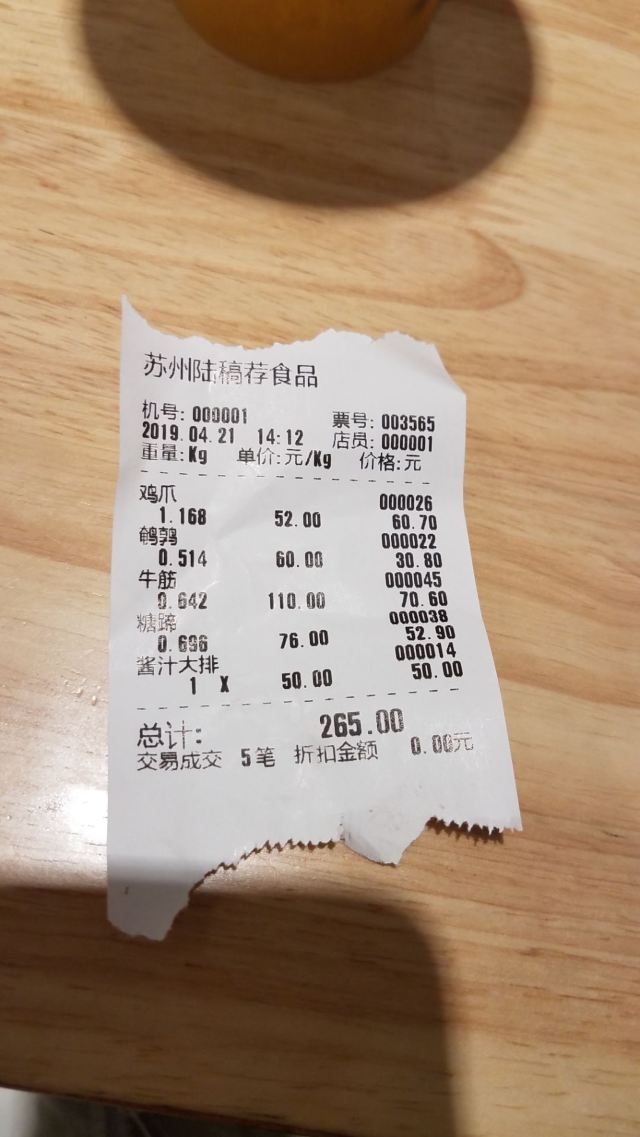 苏州陆稿荐食品
机号: 000001 票号: 003565
2019.04.21 14:12 店员: 000001
重量:Kg 单价:元/Kg 价格:元
鸡爪 000026
1.168 52.00 60.70
鹌鹑 000022
0.514 60.00 30.80
牛筋 000045
0.642 110.00 70.60
糖蹄 000038
0.696 76.00 52.90
酱汁大排 000014
1 X 50.00 50.00
总计: 265.00
交易成交 5笔 折扣金额 0.00元